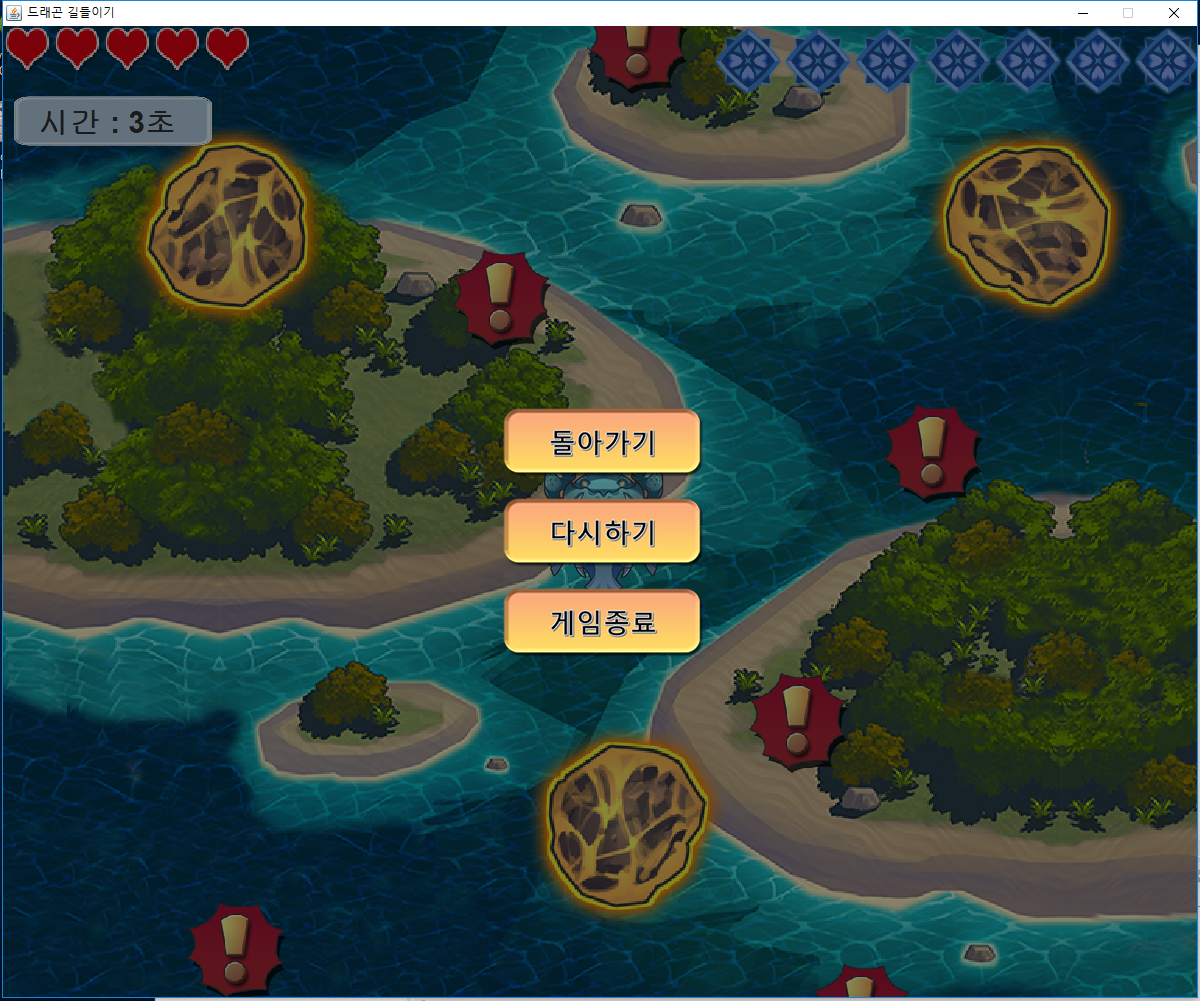 드래곤 길들이기
시간 : 3초
돌아가기
다시하기
게임종료